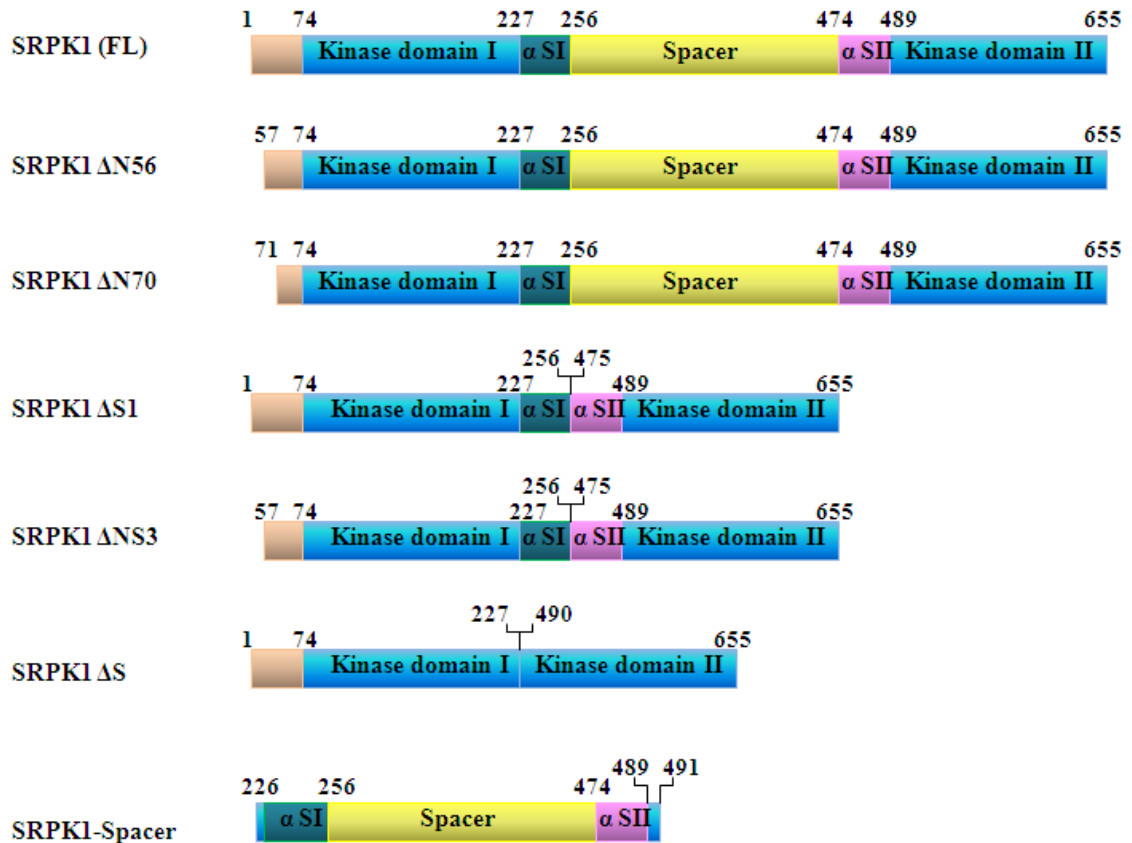 1 74 227 256 474 489 655
SRPK1 (FL) Kinase domain I α SI Spacer α SII Kinase domain II
57 74 227 256 474 489 655
SRPK1 ΔN56 Kinase domain I α SI Spacer α SII Kinase domain II
71 74 227 256 474 489 655
SRPK1 ΔN70 Kinase domain I α SI Spacer α SII Kinase domain II
256 475
1 74 227 489 655
SRPK1 ΔS1 Kinase domain I α SI α SII Kinase domain II
256 475
57 74 227 489 655
SRPK1 ΔNS3 Kinase domain I α SI α SII Kinase domain II
227 490
1 74 655
SRPK1 ΔS Kinase domain I Kinase domain II
489 491
226 256 474
SRPK1-Spacer α SI Spacer α SII